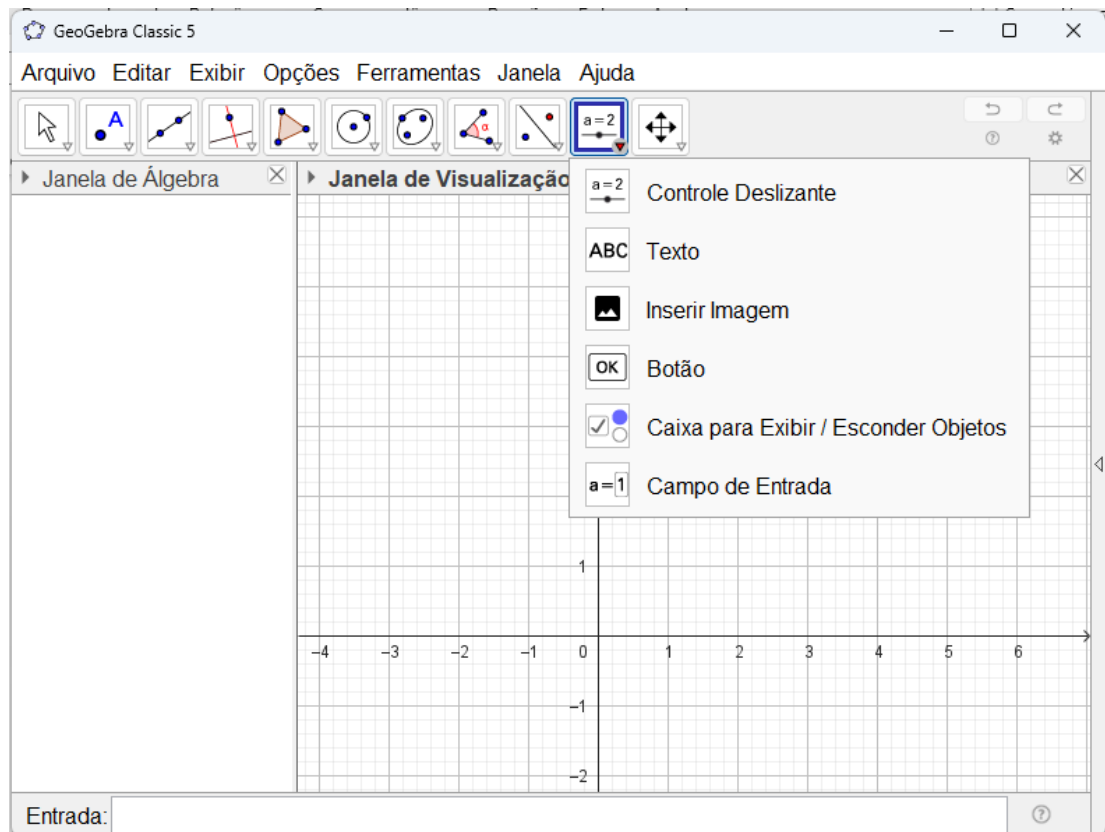 GeoGebra Classic 5
Arquivo Editar Exibir Opções Ferramentas Janela Ajuda
A
α
a=2
Janela de Álgebra
Janela de Visualização
a=2 Controle Deslizante
ABC Texto
Inserir Imagem
OK Botão
Caixa para Exibir / Esconder Objetos
a=1 Campo de Entrada
1
–4 –3 –2 –1 0 1 2 3 4 5 6
–1
–2
Entrada: